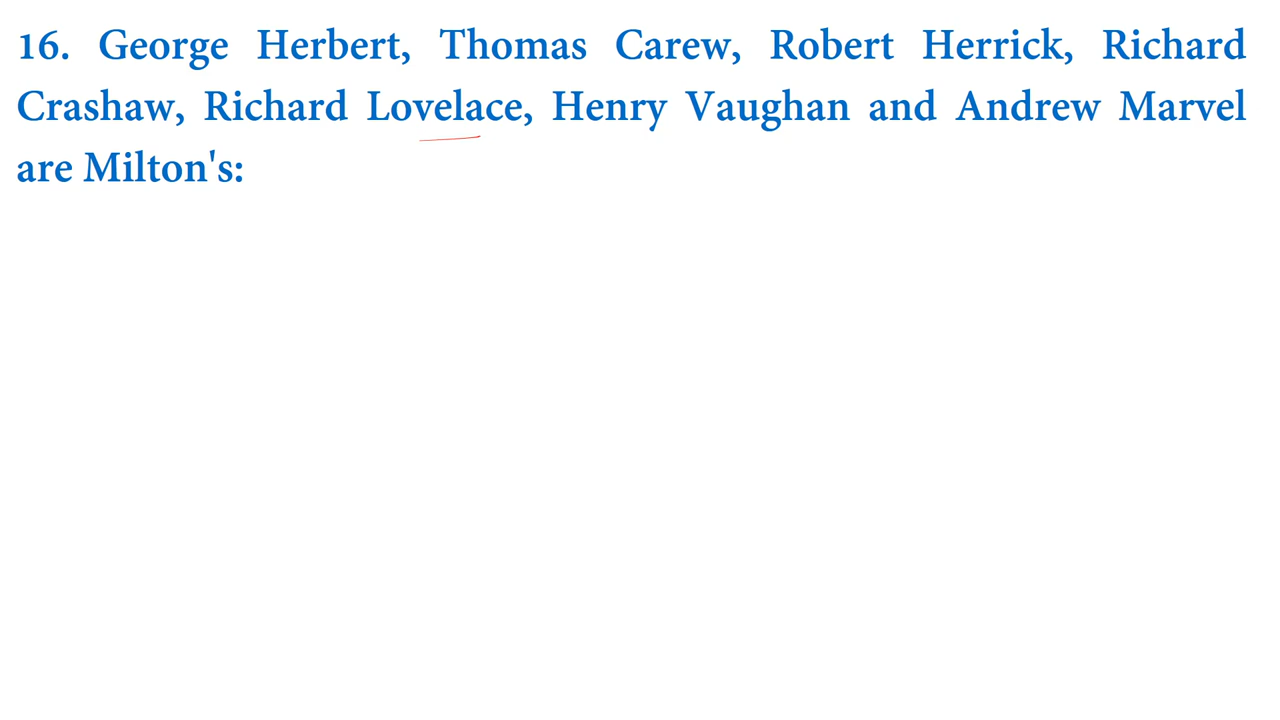 16. George Herbert, Thomas Carew, Robert Herrick, Richard
Crashaw, Richard Lovelace, Henry Vaughan and Andrew Marvel
are Milton's: